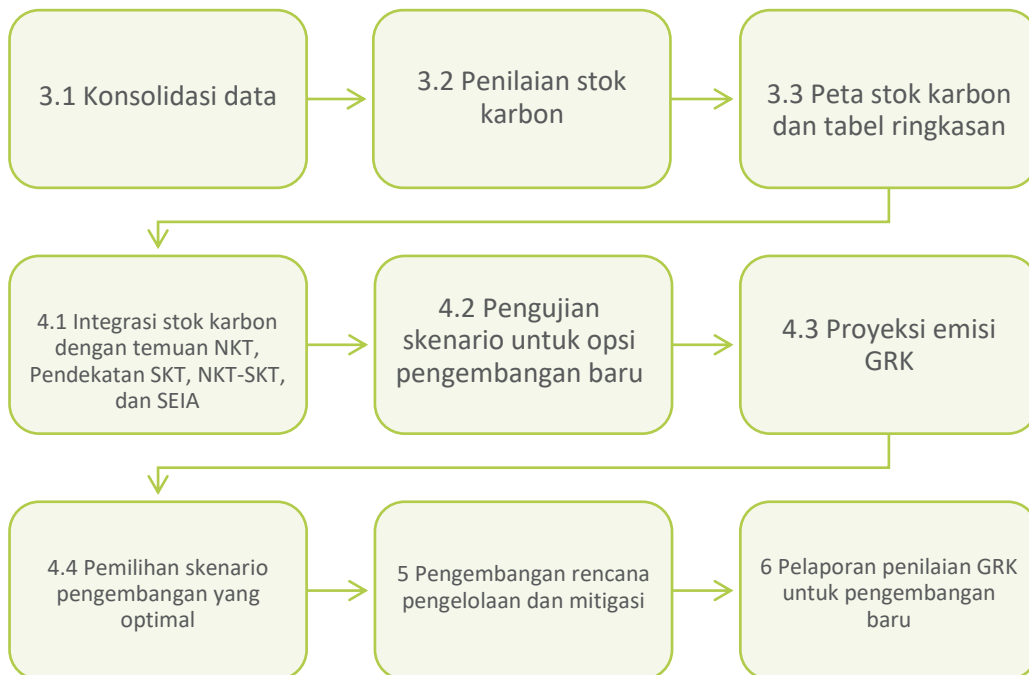 3.1 Konsolidasi data
3.2 Penilaian stok
karbon
3.3 Peta stok karbon
dan tabel ringkasan
4.1 Integrasi stok karbon
dengan temuan NKT,
Pendekatan SKT, NKT-SKT,
dan SEIA
4.2 Pengujian
skenario untuk opsi
pengembangan baru
4.3 Proyeksi emisi
GRK
4.4 Pemilihan skenario
pengembangan yang
optimal
5 Pengembangan rencana
pengelolaan dan mitigasi
6 Pelaporan penilaian GRK
untuk pengembangan
baru